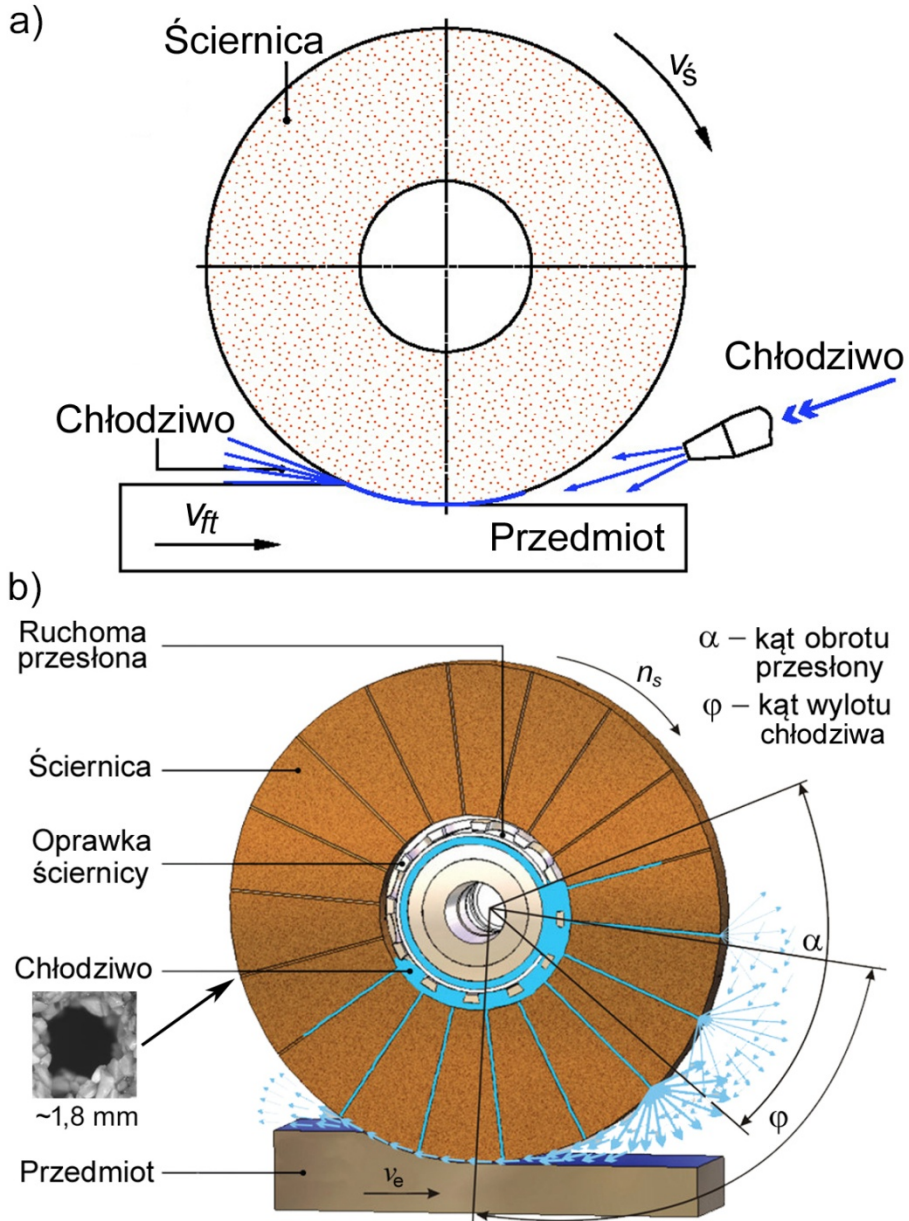 a)
Ściernica
vś
Chłodziwo
Chłodziwo
vft
Przedmiot
b)
Ruchoma
przesłona
ns
α – kąt obrotu
przesłony
φ – kąt wylotu
chłodziwa
Ściernica
Oprawka
ściernicy
α
Chłodziwo
~1,8 mm
φ
Przedmiot
ve